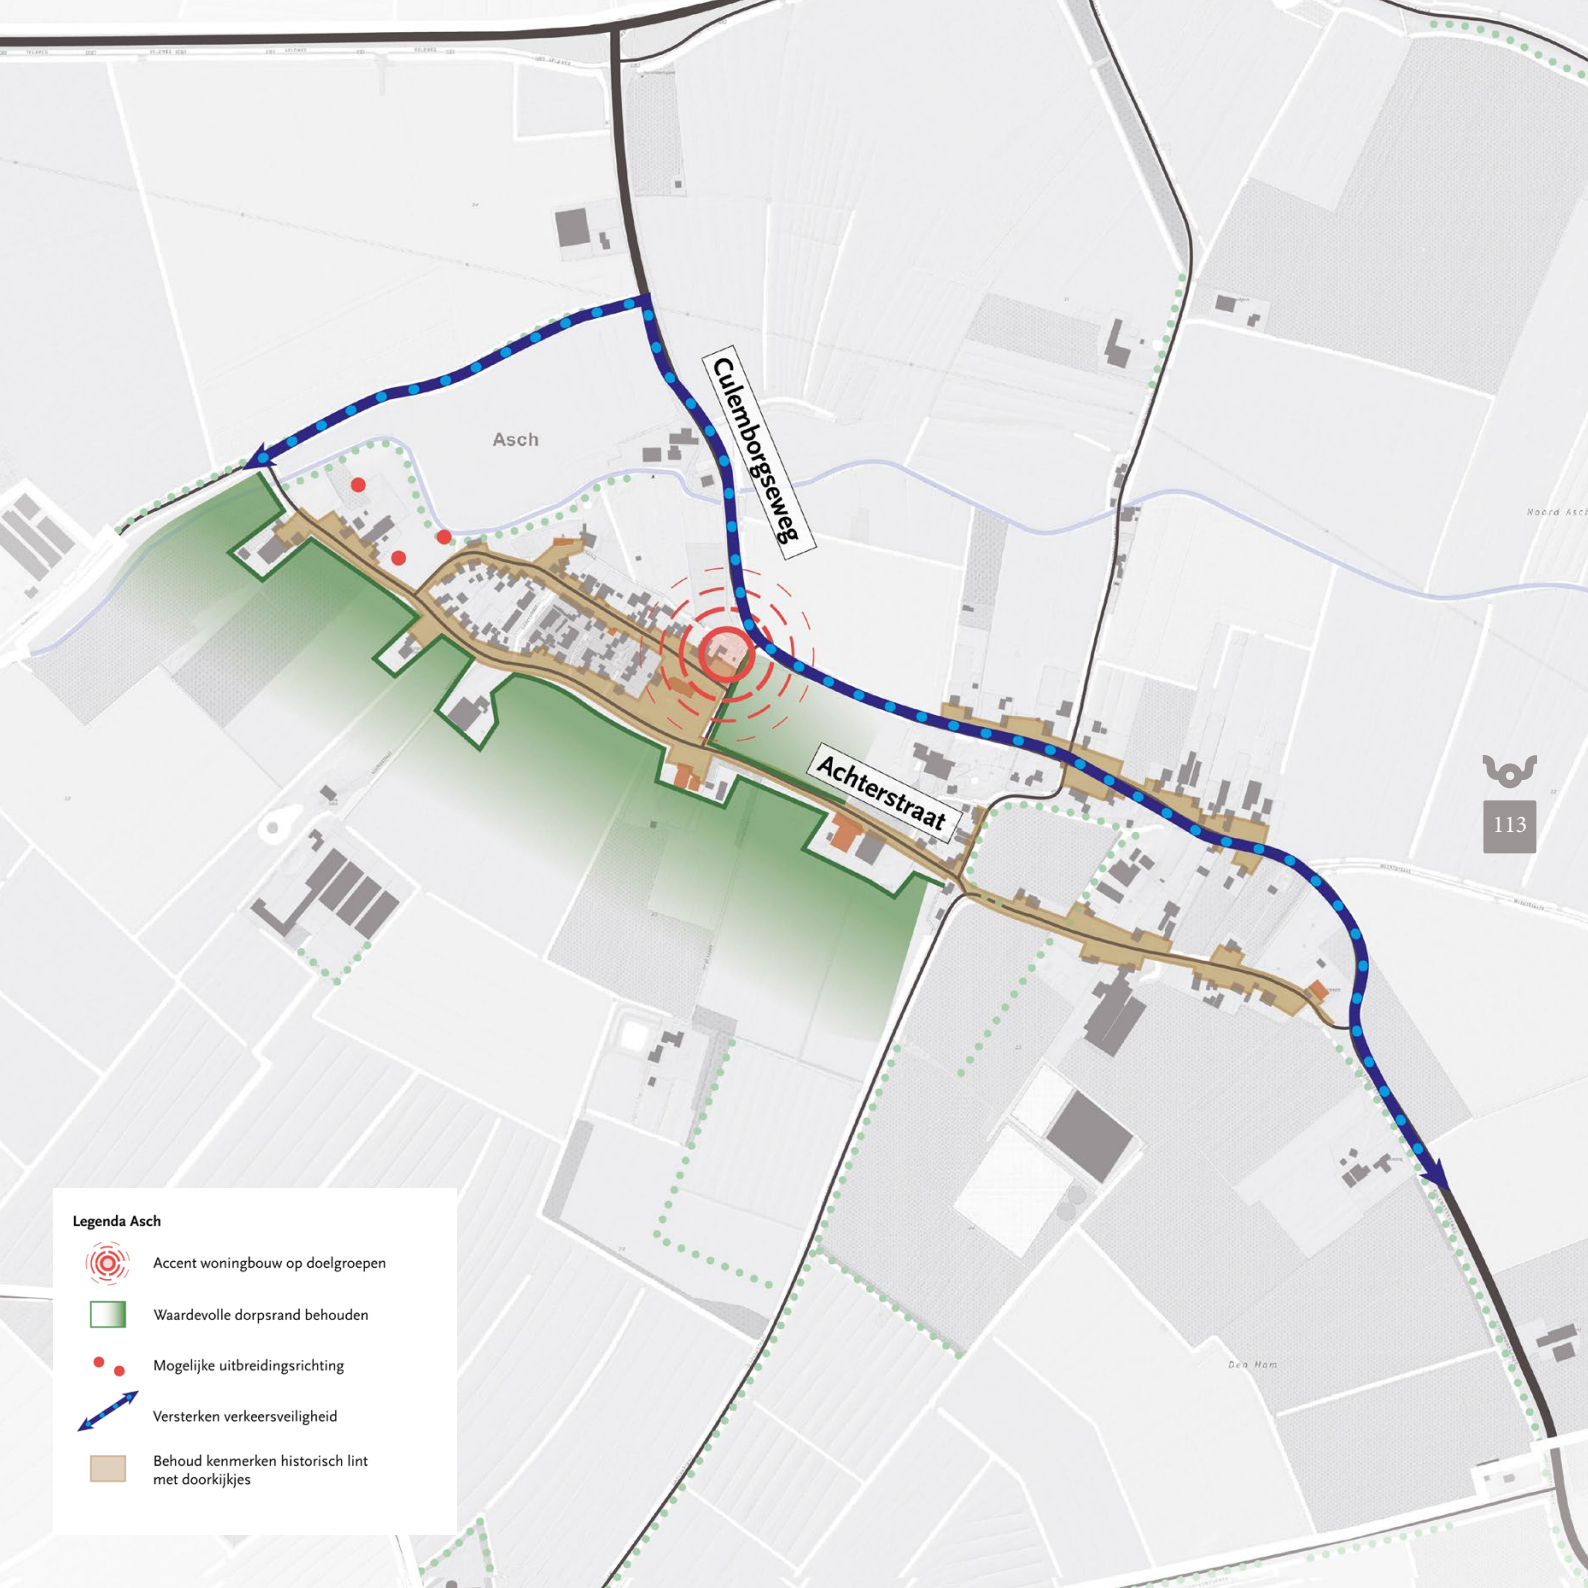 Culemborgseweg
Asch
Noord Asch
Achterstraat
113
Den Ham
Legenda Asch
Accent woningbouw op doelgroepen
Waardevolle dorpsrand behouden
Mogelijke uitbreidingsrichting
Versterken verkeersveiligheid
Behoud kenmerken historisch lint
met doorkijkjes